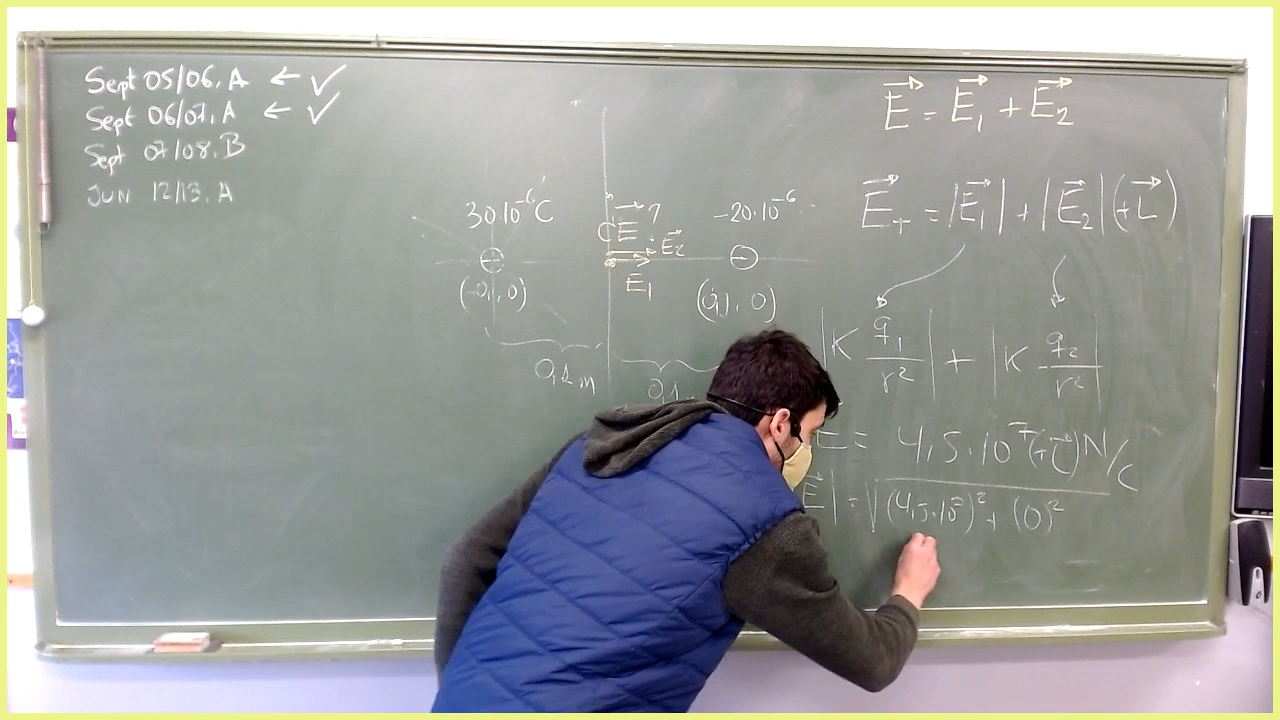 Sept 05/06. A ← ✓
Sept 06/07. A ← ✓
Sept 07/08. B
JUN 12/13. A
30·10⁻⁶ C
(-0,1, 0)
E⃗ ?
E⃗₂
E₁
-20·10⁻⁶
(0,1, 0)
0,1 m
0,1
E⃗ = E⃗₁ + E⃗₂
E⃗₊ = |E⃗₁| + |E⃗₂| (+i⃗)
|K q₁/r²| + |K q₂/r²|
= 4,5·10⁷ (+i⃗) N/C
E⃗| = √(4,5·10⁷)² + (0)²